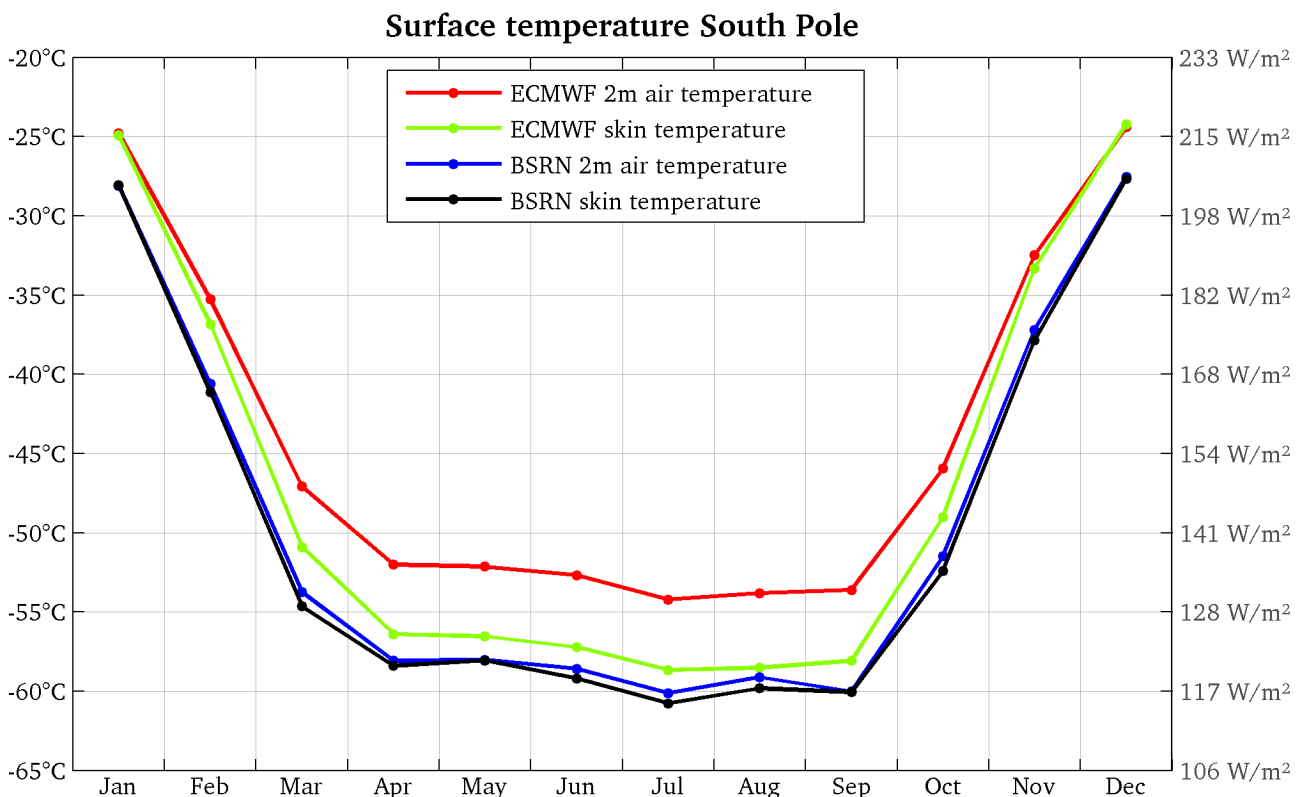 Surface temperature South Pole
-20°C
-25°C
-30°C
-35°C
-40°C
-45°C
-50°C
-55°C
-60°C
-65°C
ECMWF 2m air temperature
ECMWF skin temperature
BSRN 2m air temperature
BSRN skin temperature
233 W/m²
215 W/m²
198 W/m²
182 W/m²
168 W/m²
154 W/m²
141 W/m²
128 W/m²
117 W/m²
106 W/m²
Jan Feb Mar Apr May Jun Jul Aug Sep Oct Nov Dec